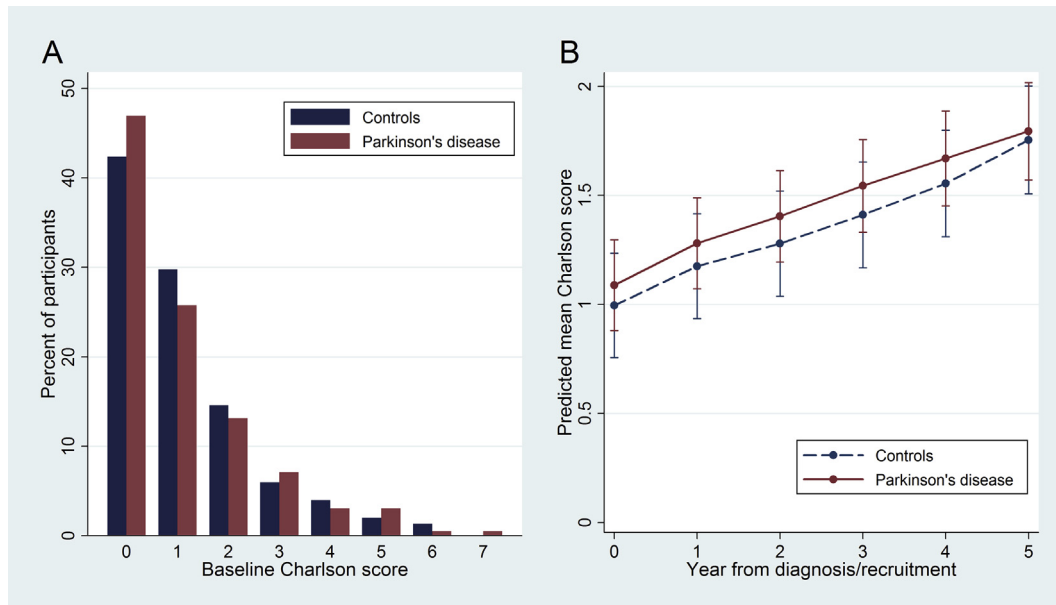 A
50
40
30
20
10
0
Percent of participants
Controls
Parkinson's disease
0 1 2 3 4 5 6 7
Baseline Charlson score
B
2
1.5
1
0.5
0
Predicted mean Charlson score
Controls
Parkinson's disease
0 1 2 3 4 5
Year from diagnosis/recruitment